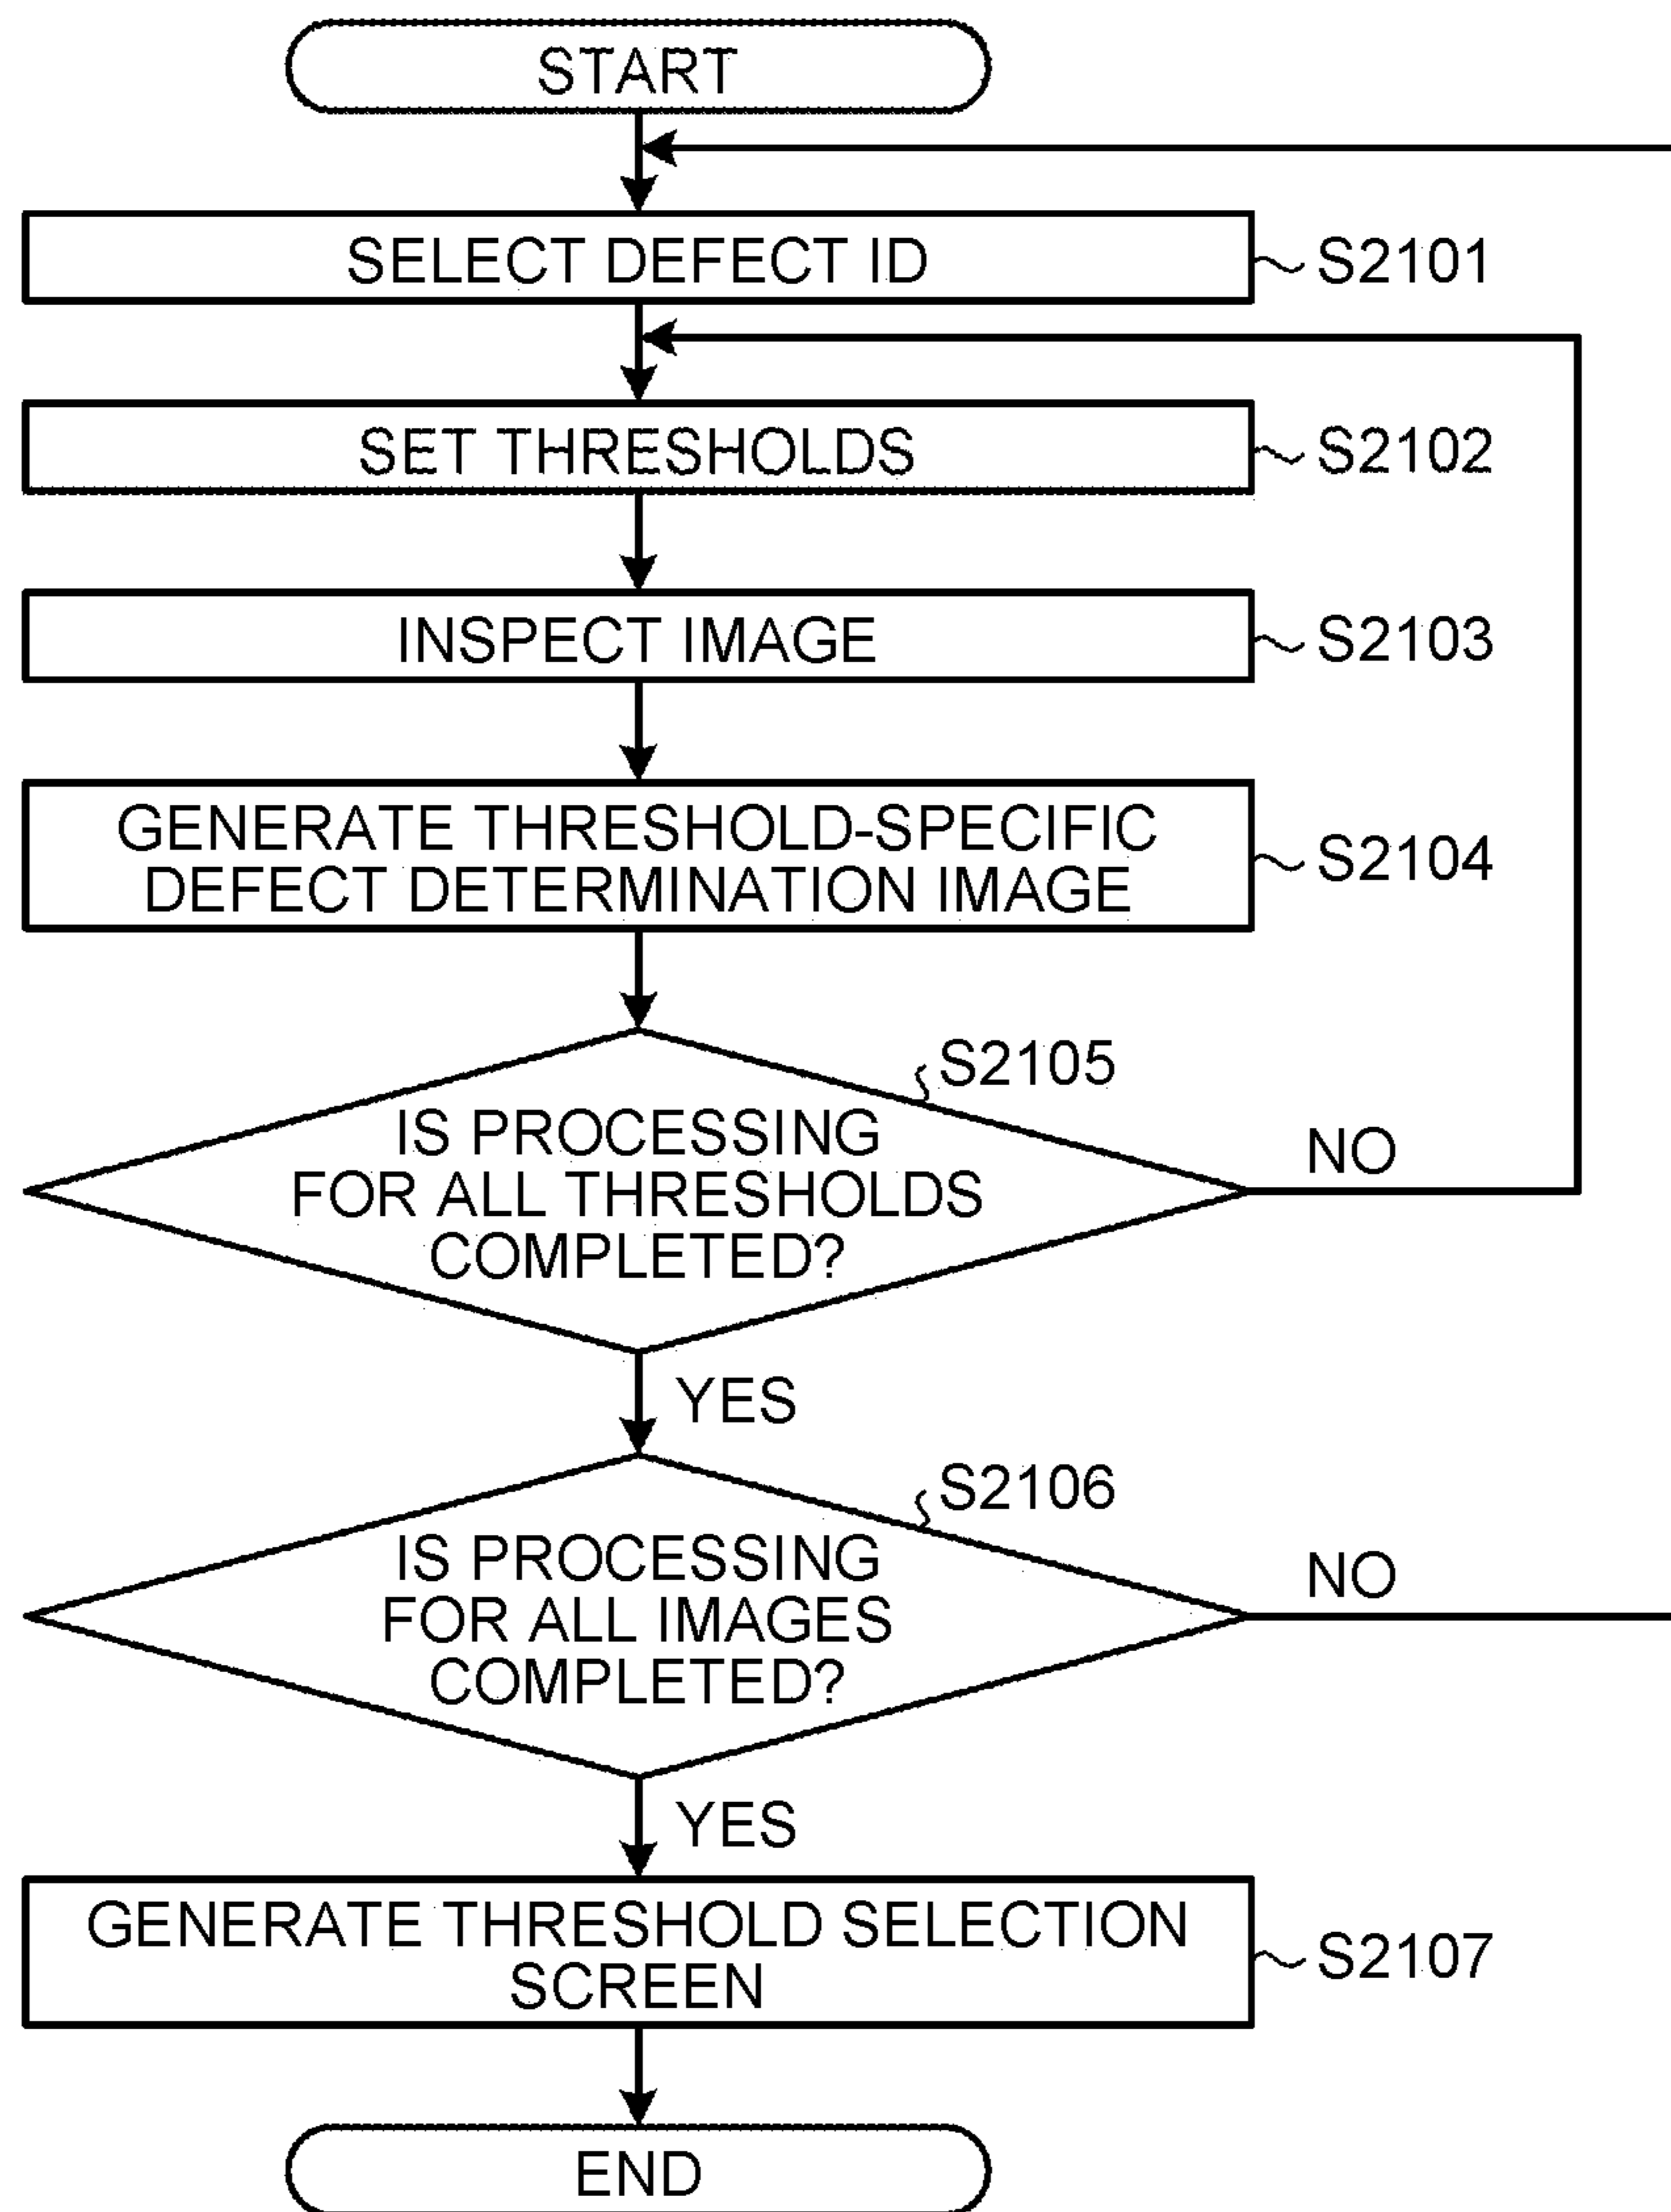 START
SELECT DEFECT ID
S2101
SET THRESHOLDS
S2102
INSPECT IMAGE
S2103
GENERATE THRESHOLD-SPECIFIC
DEFECT DETERMINATION IMAGE
S2104
S2105
IS PROCESSING
FOR ALL THRESHOLDS
COMPLETED?
NO
YES
S2106
IS PROCESSING
FOR ALL IMAGES
COMPLETED?
NO
YES
GENERATE THRESHOLD SELECTION
SCREEN
S2107
END